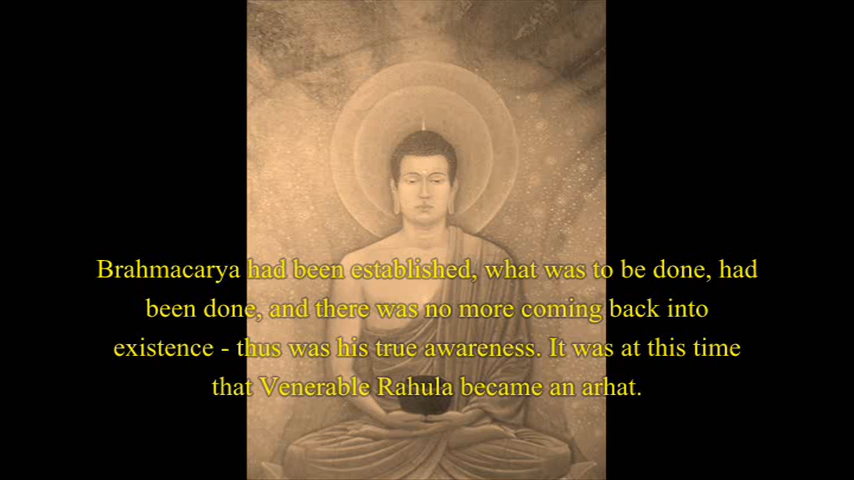 Brahmacarya had been established, what was to be done, had
been done, and there was no more coming back into
existence - thus was his true awareness. It was at this time
that Venerable Rahula became an arhat.